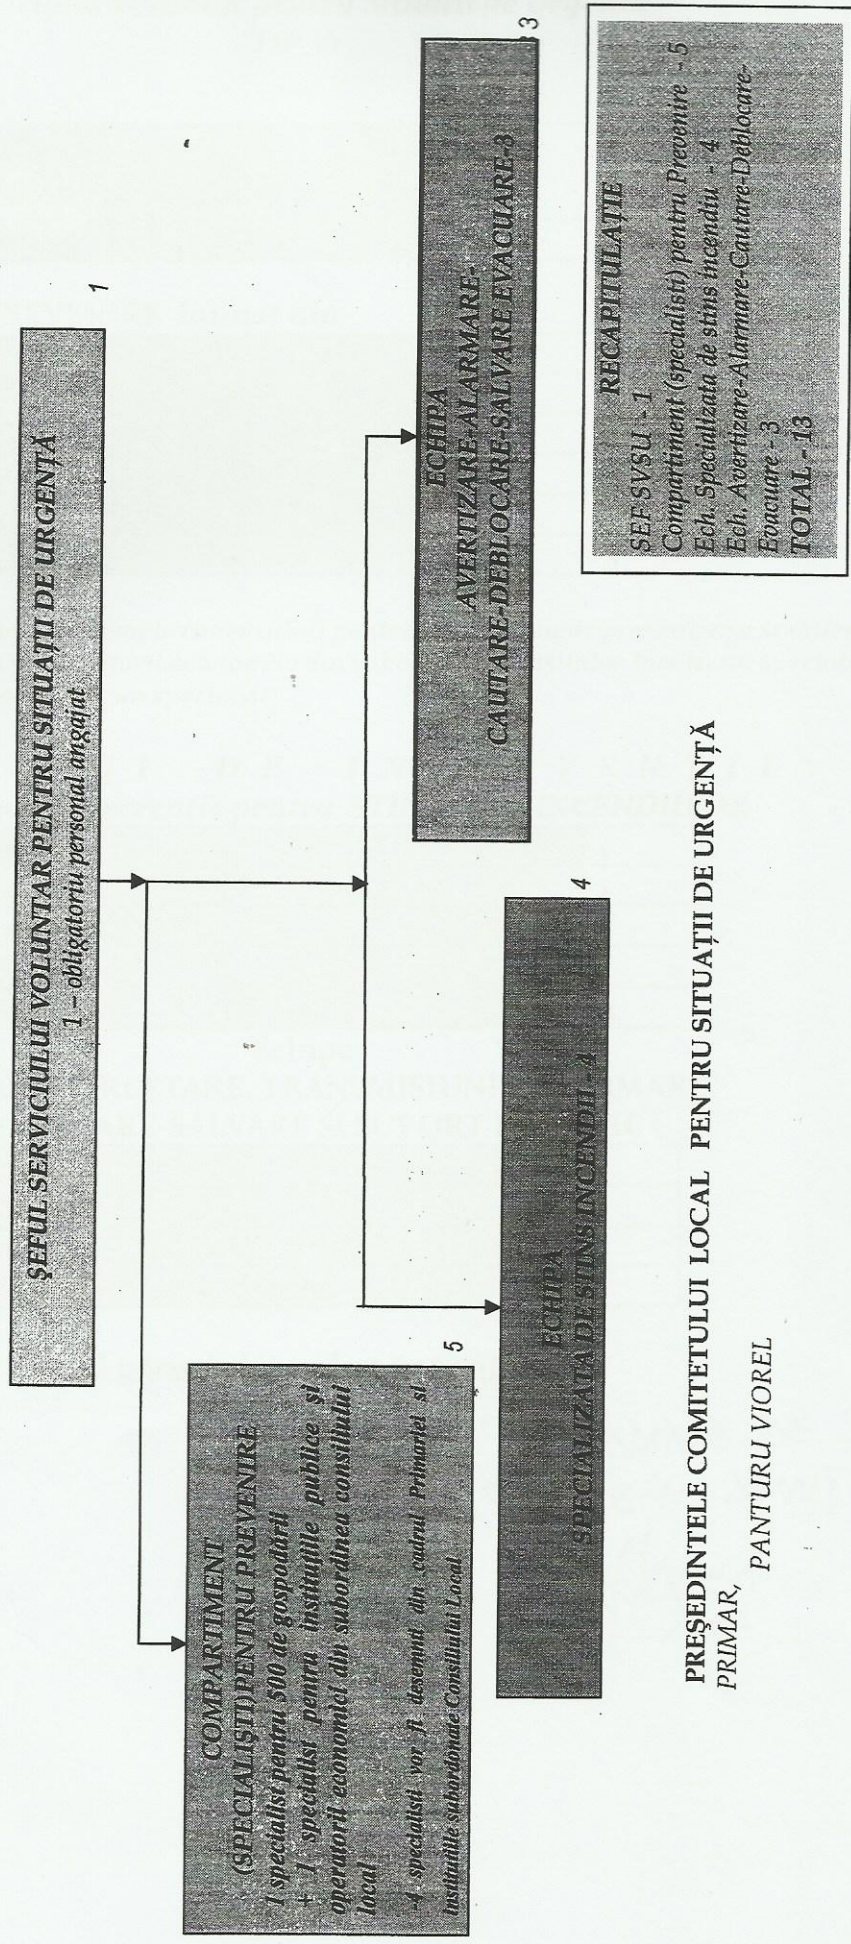 ŞEFUL SERVICIULUI VOLUNTAR PENTRU SITUAŢII DE URGENŢĂ
1 – obligatoriu personal angajat
1
COMPARTIMENT
(SPECIALIŞTI) PENTRU PREVENIRE
1 specialist pentru 500 de gospodării
+ 1 specialist pentru instituţiile publice şi
operatorii economici din subordinea consiliului
local
-4 specialisti vor fi desemnti din cadrul Primariei si
institutiile subordonate Consiliului Local
5
ECHIPĂ
SPECIALIZATA DE STINS INCENDII - 4
4
ECHIPA
AVERTIZARE-ALARMARE-
CAUTARE-DEBLOCARE-SALVARE EVACUARE-3
3
RECAPITULAŢIE
SEF SVSU - 1
Compartiment (specialisti) pentru Prevenire - 5
Ech. Specializata de stins incendiu - 4
Ech. Avertizare-Alarmare-Cautare-Deblocare-
Evacuare - 3
TOTAL - 13
PREŞEDINTELE COMITETULUI LOCAL PENTRU SITUAŢII DE URGENŢĂ
PRIMAR,
PANTURU VIOREL